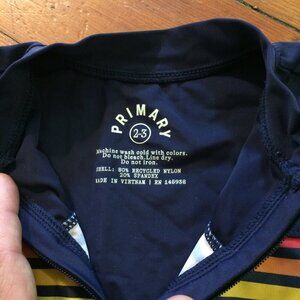 PRIMARY
2-3
Machine wash cold with colors.
Do not bleach. Line dry.
Do not iron.
SHELL: 80% RECYCLED NYLON
20% SPANDEX
MADE IN VIETNAM | RN 145938